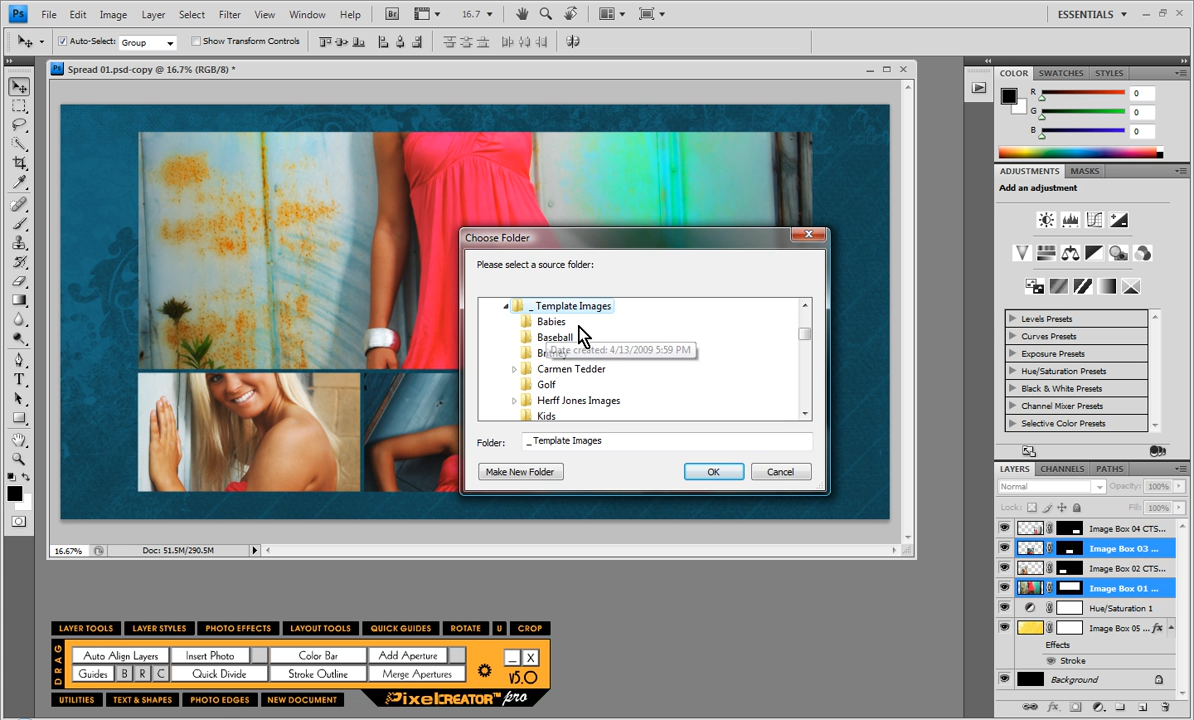 Ps File Edit Image Layer Select Filter View Window Help Br 16.7 ESSENTIALS
Auto-Select: Group Show Transform Controls
Ps Spread 01.psd-copy @ 16.7% (RGB/8) *
COLOR SWATCHES STYLES
R 0
G 0
B 0
ADJUSTMENTS MASKS
Add an adjustment
Choose Folder
Please select a source folder:
_ Template Images
Babies
Baseball
Date created: 4/13/2009 5:59 PM
Carmen Tedder
Golf
Herff Jones Images
Kids
Folder: _ Template Images
Make New Folder OK Cancel
Levels Presets
Curves Presets
Exposure Presets
Hue/Saturation Presets
Black & White Presets
Channel Mixer Presets
Selective Color Presets
LAYERS CHANNELS PATHS
Normal Opacity: 100%
Lock: Fill: 100%
Image Box 04 CTS...
Image Box 03 ...
Image Box 02 CTS...
Image Box 01 ...
Hue/Saturation 1
Image Box 05 ... fx
Effects
Stroke
Background
fx
16.67% Doc: 51.5M/290.5M
LAYER TOOLS LAYER STYLES PHOTO EFFECTS LAYOUT TOOLS QUICK GUIDES ROTATE U CROP
DRAG
Auto Align Layers Insert Photo Color Bar Add Aperture _ X
Guides B R C Quick Divide Stroke Outline Merge Apertures v5.0
UTILITIES TEXT & SHAPES PHOTO EDGES NEW DOCUMENT PixelCREATOR™ pro